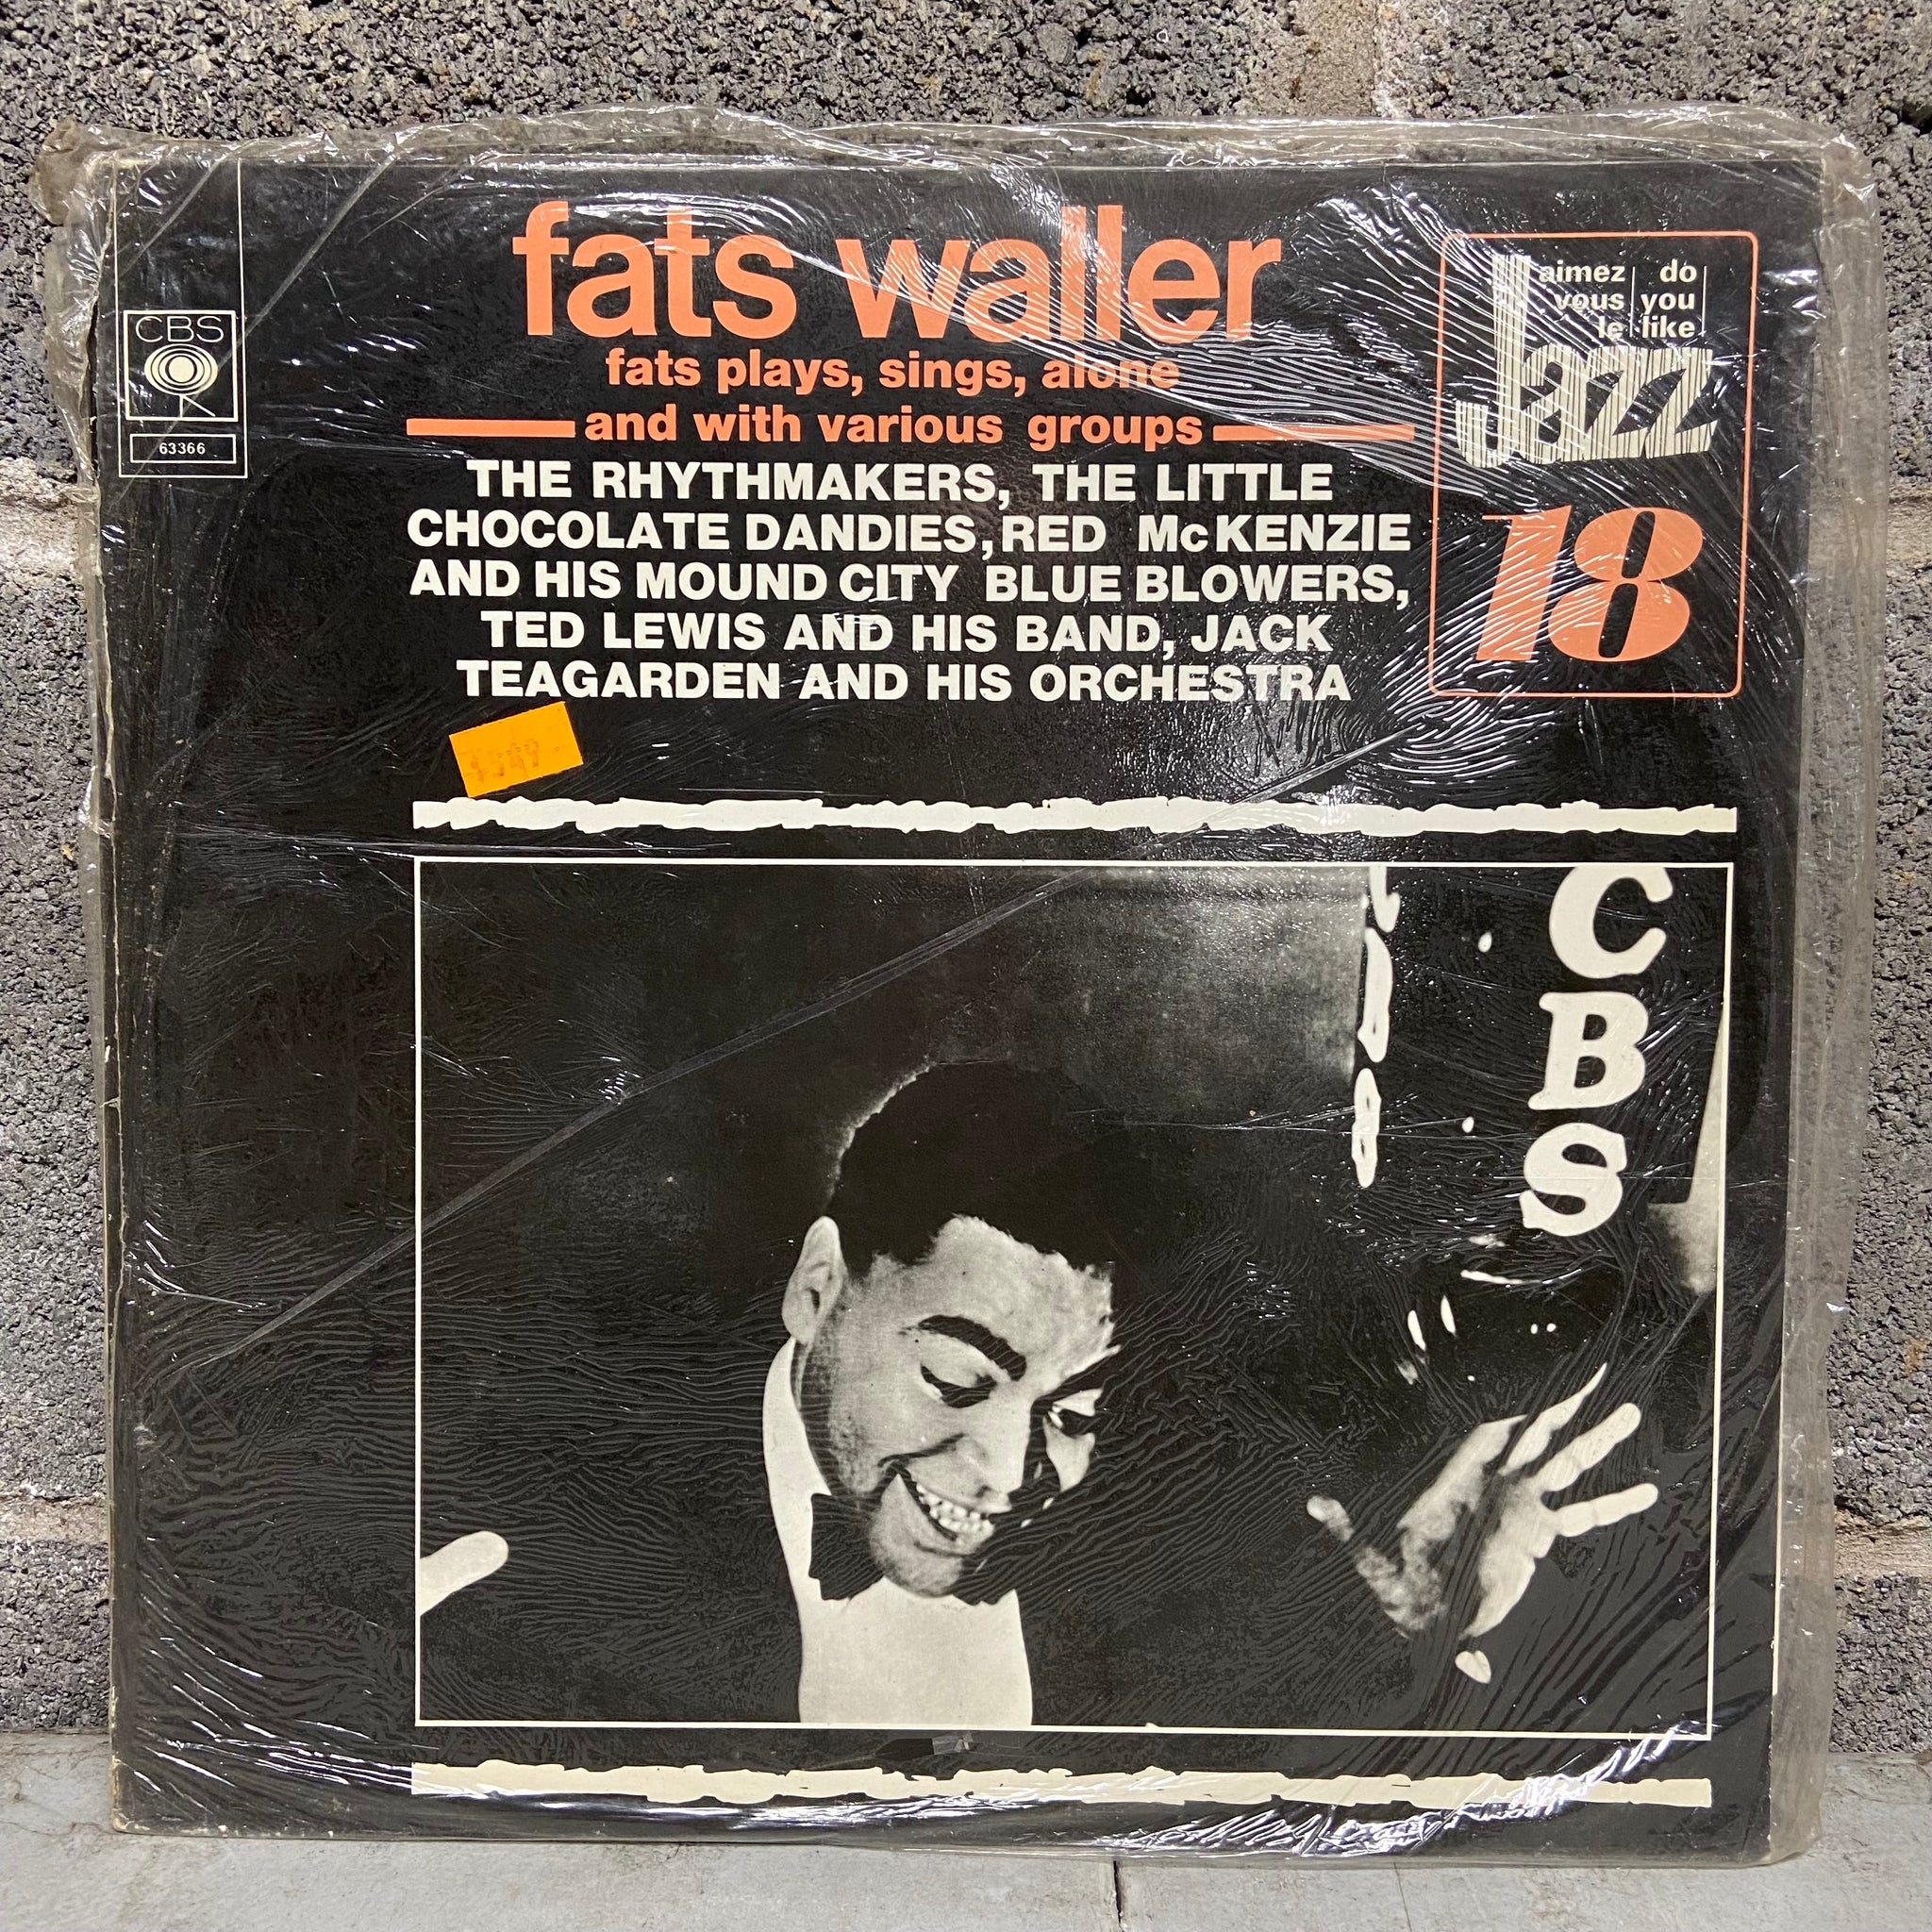 CBS
63366
fats waller
fats plays, sings, alone
and with various groups
THE RHYTHMAKERS, THE LITTLE
CHOCOLATE DANDIES, RED McKENZIE
AND HIS MOUND CITY BLUE BLOWERS,
TED LEWIS AND HIS BAND, JACK
TEAGARDEN AND HIS ORCHESTRA
aimez do
vous you
le like
Jazz
18
CBS